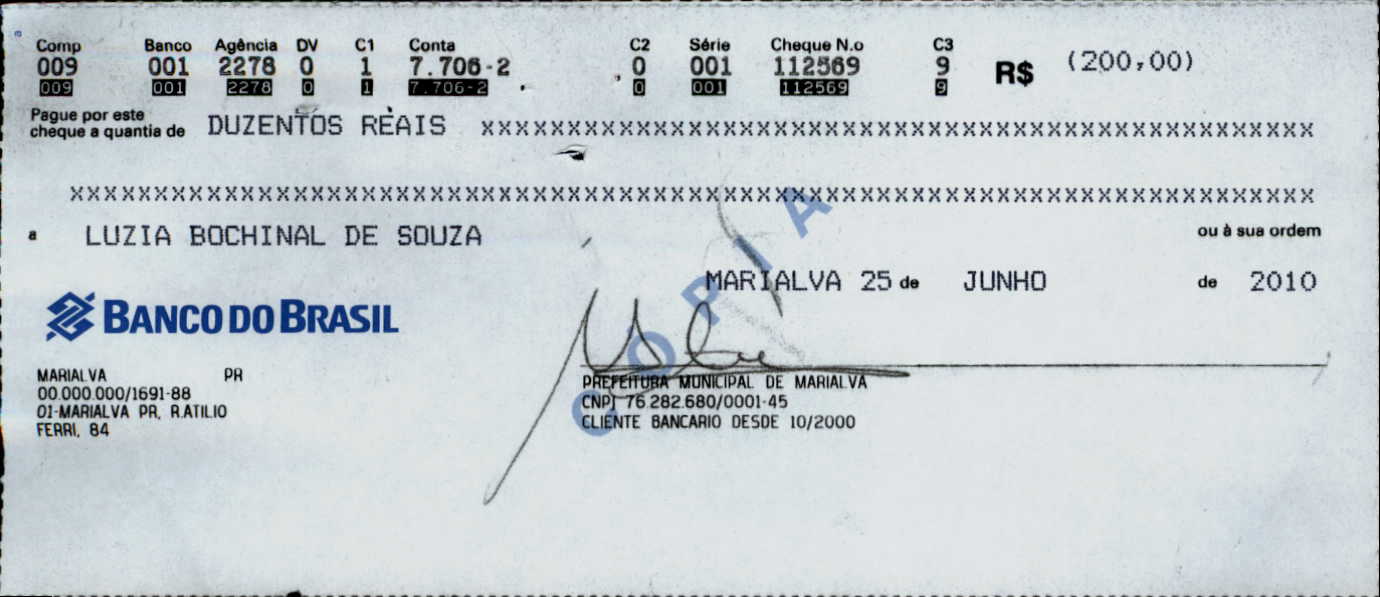 Comp Banco Agência DV C1 Conta C2 Série Cheque N.o C3
009 001 2278 0 1 7.706-2 0 001 112569 9 R$ (200,00)
009 001 2278 0 1 7.706-2 0 001 112569 9
Pague por este
cheque a quantia de DUZENTOS REAIS XXXXXXXXXXXXXXXXXXXXXXXXXXXXXXXXXXXXXXXXXXXXXXXX
XXXXXXXXXXXXXXXXXXXXXXXXXXXXXXXXXXXXXXXXXXXXXXXXXXXXXXXXXXXXXXXXXXXXXXX
a LUZIA BOCHINAL DE SOUZA ou à sua ordem
MARIALVA 25 de JUNHO de 2010
BANCO DO BRASIL
COPIA
MARIALVA PR
00.000.000/1691-88
01-MARIALVA PR, R.ATILIO
FERRI, 84
PREFEITURA MUNICIPAL DE MARIALVA
CNPJ 76.282.680/0001-45
CLIENTE BANCARIO DESDE 10/2000